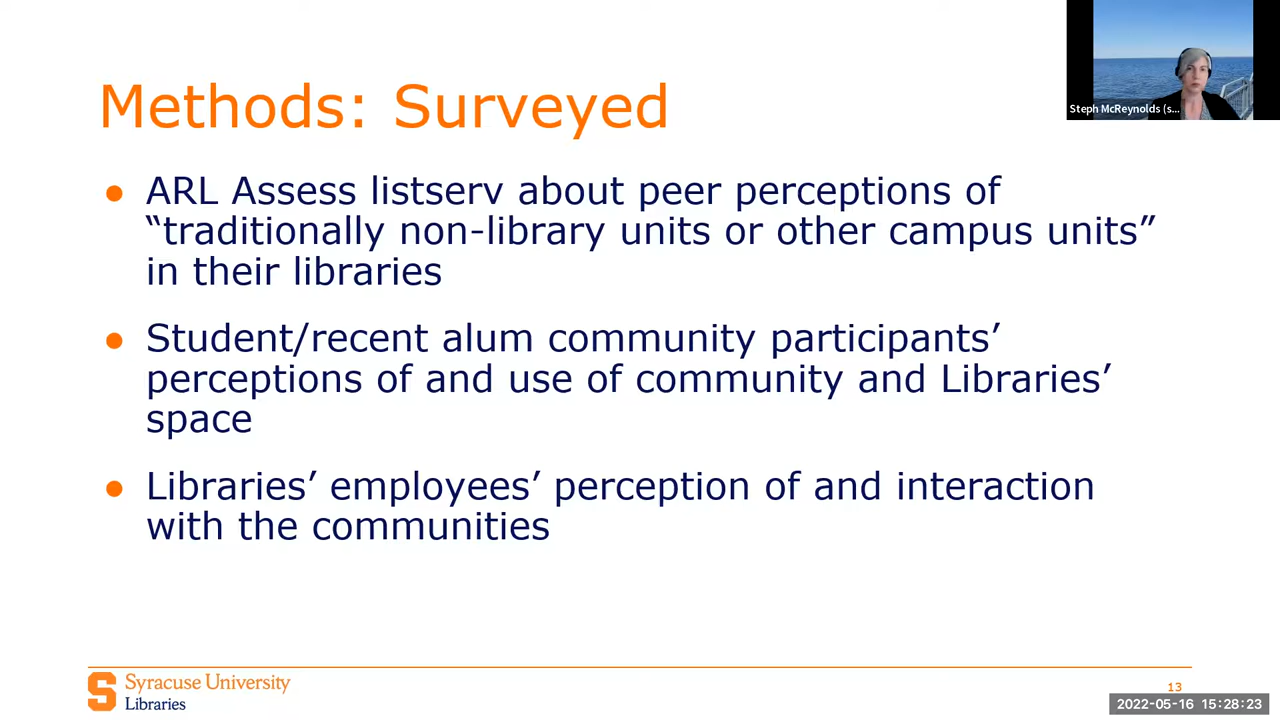 Methods: Surveyed
Steph McReynolds (s...
● ARL Assess listserv about peer perceptions of
“traditionally non-library units or other campus units”
in their libraries
● Student/recent alum community participants’
perceptions of and use of community and Libraries’
space
● Libraries’ employees’ perception of and interaction
with the communities
S Syracuse University
Libraries
13
2022-05-16 15:28:23